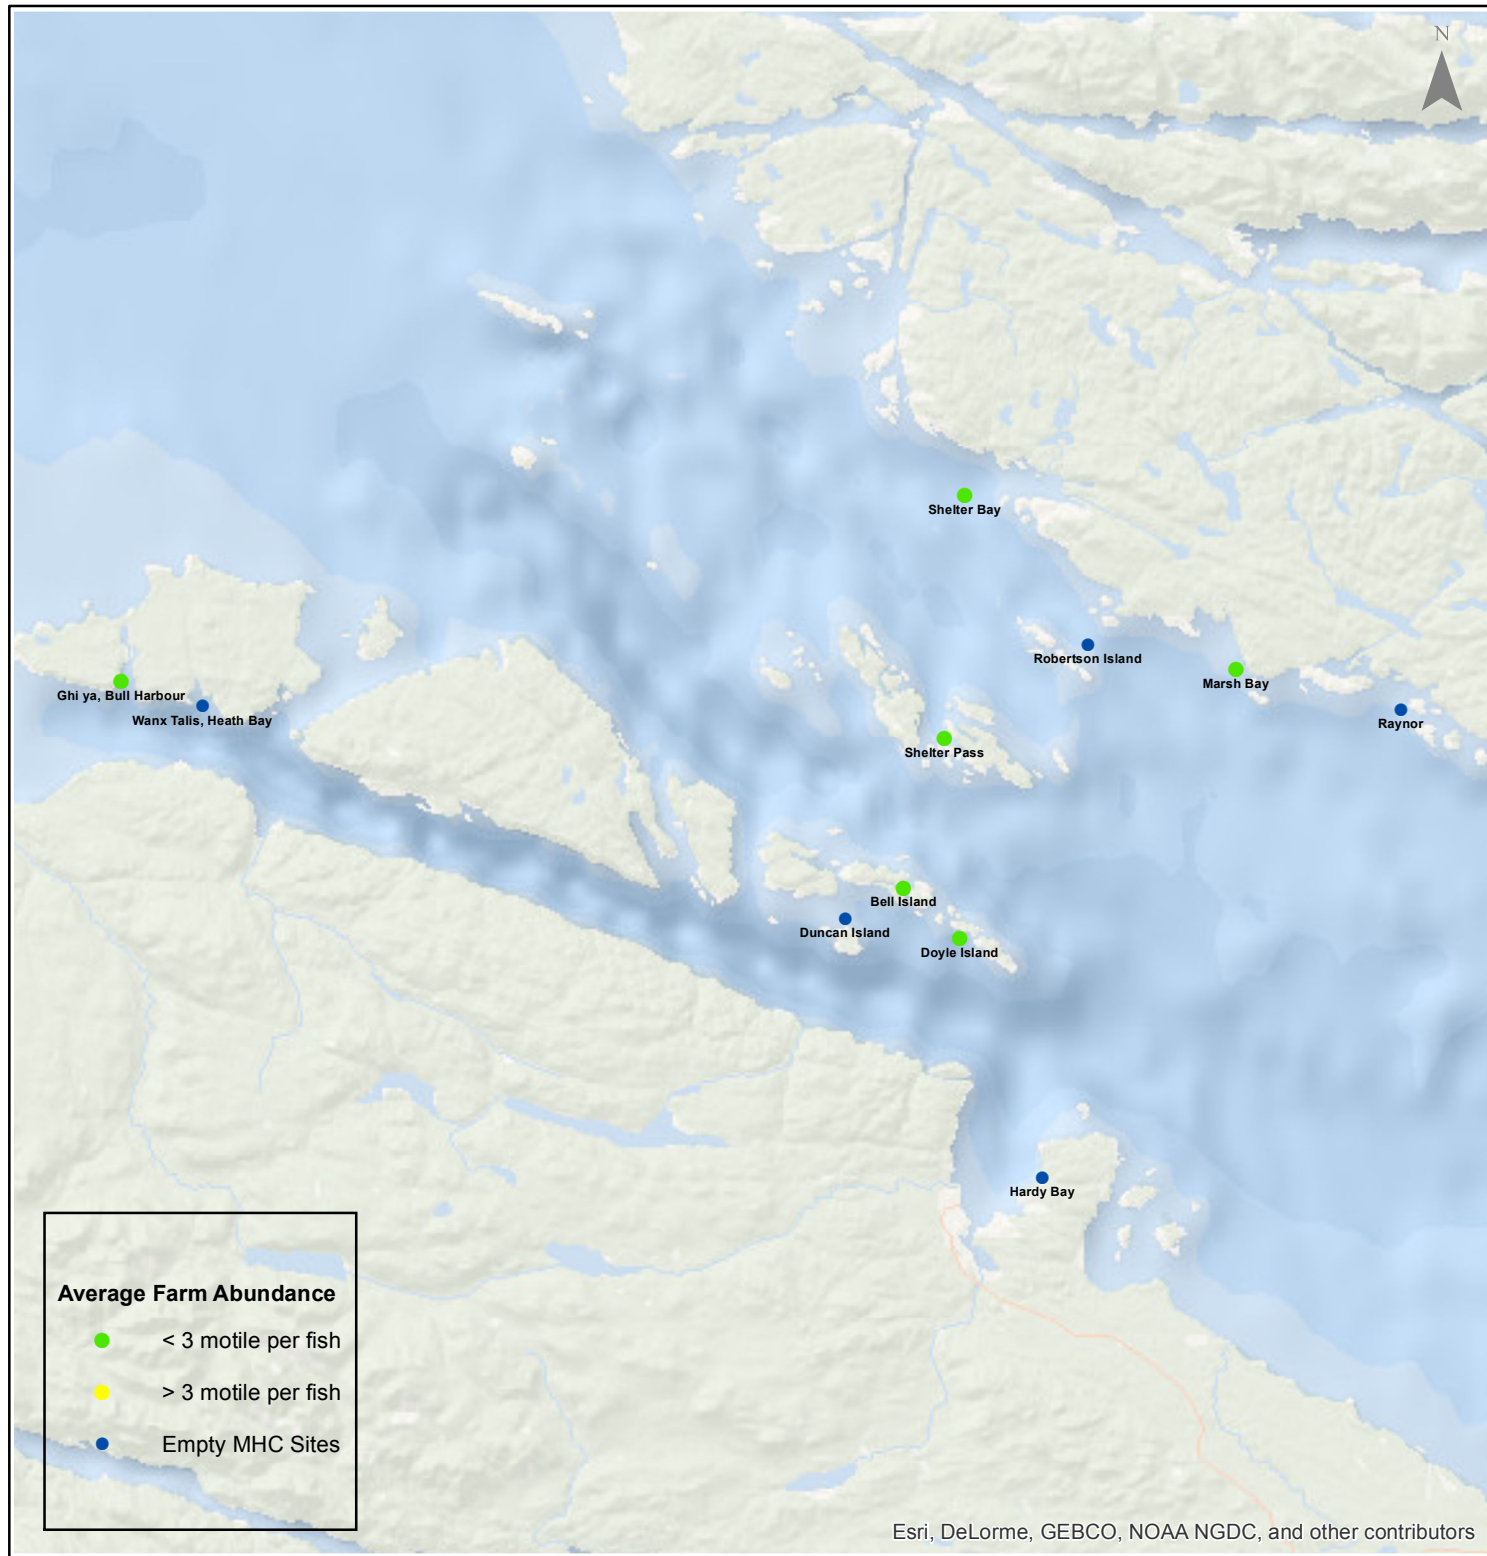 N
Shelter Bay
Robertson Island
Marsh Bay
Ghi ya, Bull Harbour
Wanx Talis, Heath Bay
Raynor
Shelter Pass
Bell Island
Duncan Island
Doyle Island
Hardy Bay
Average Farm Abundance
< 3 motile per fish
> 3 motile per fish
Empty MHC Sites
Esri, DeLorme, GEBCO, NOAA NGDC, and other contributors